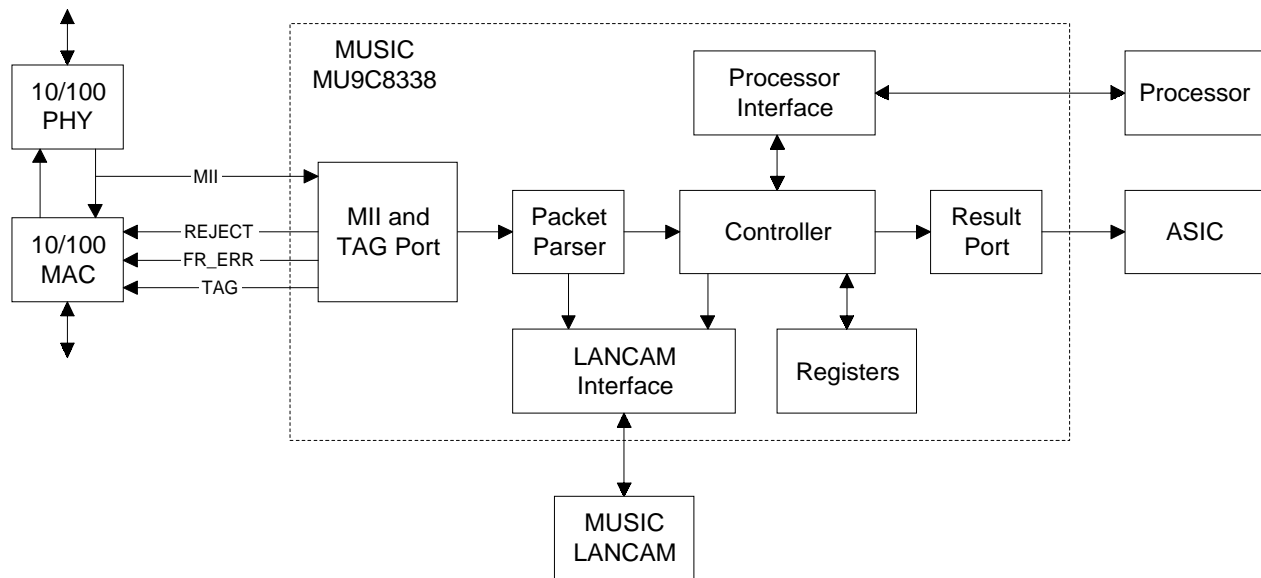 MUSIC
MU9C8338
10/100
PHY
Processor
Interface
Processor
MII
MII and
TAG Port
REJECT
FR_ERR
TAG
10/100
MAC
Packet
Parser
Controller
Result
Port
ASIC
LANCAM
Interface
Registers
MUSIC
LANCAM